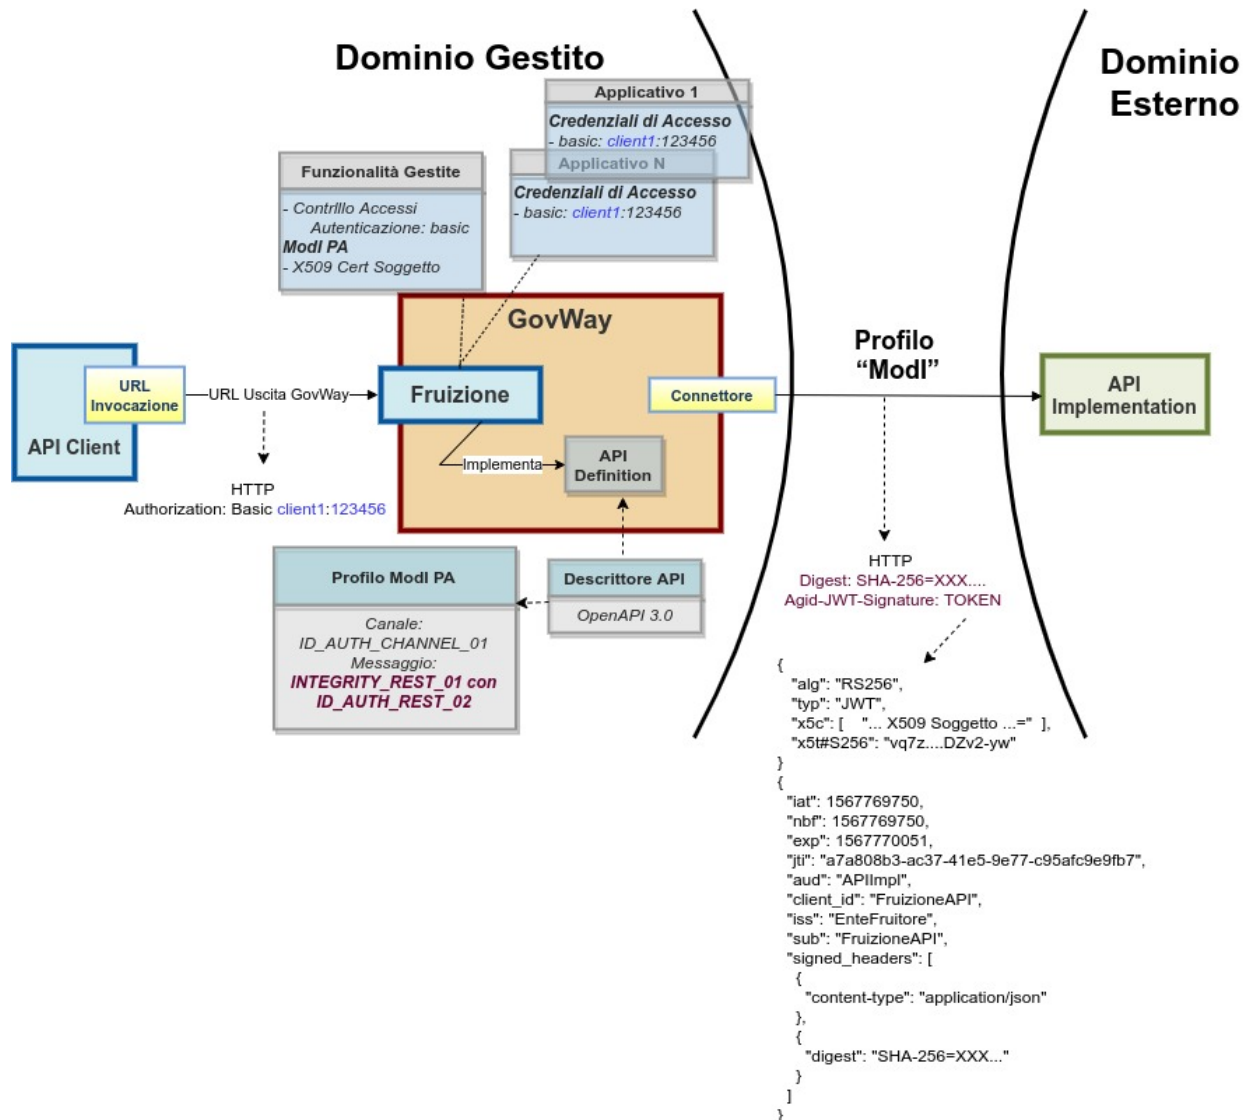 Dominio Gestito
Dominio
Esterno
Applicativo 1
Credenziali di Accesso
- basic: client1:123456
Applicativo N
Credenziali di Accesso
- basic: client1:123456
Funzionalità Gestite
- Contrlllo Accessi
Autenticazione: basic
ModI PA
- X509 Cert Soggetto
GovWay
Profilo
“ModI”
URL
Invocazione
API Client
URL Uscita GovWay
Fruizione
Connettore
API
Implementation
Implementa
API
Definition
HTTP
Authorization: Basic client1:123456
Profilo ModI PA
Canale:
ID_AUTH_CHANNEL_01
Messaggio:
INTEGRITY_REST_01 con
ID_AUTH_REST_02
Descrittore API
OpenAPI 3.0
HTTP
Digest: SHA-256=XXX....
Agid-JWT-Signature: TOKEN
{
"alg": "RS256",
"typ": "JWT",
"x5c": [ "... X509 Soggetto ...=" ],
"x5t#S256": "vq7z....DZv2-yw"
}
{
"iat": 1567769750,
"nbf": 1567769750,
"exp": 1567770051,
"jti": "a7a808b3-ac37-41e5-9e77-c95afc9e9fb7",
"aud": "APIImpl",
"client_id": "FruizioneAPI",
"iss": "EnteFruitore",
"sub": "FruizioneAPI",
"signed_headers": [
{
"content-type": "application/json"
},
{
"digest": "SHA-256=XXX..."
}
]
}